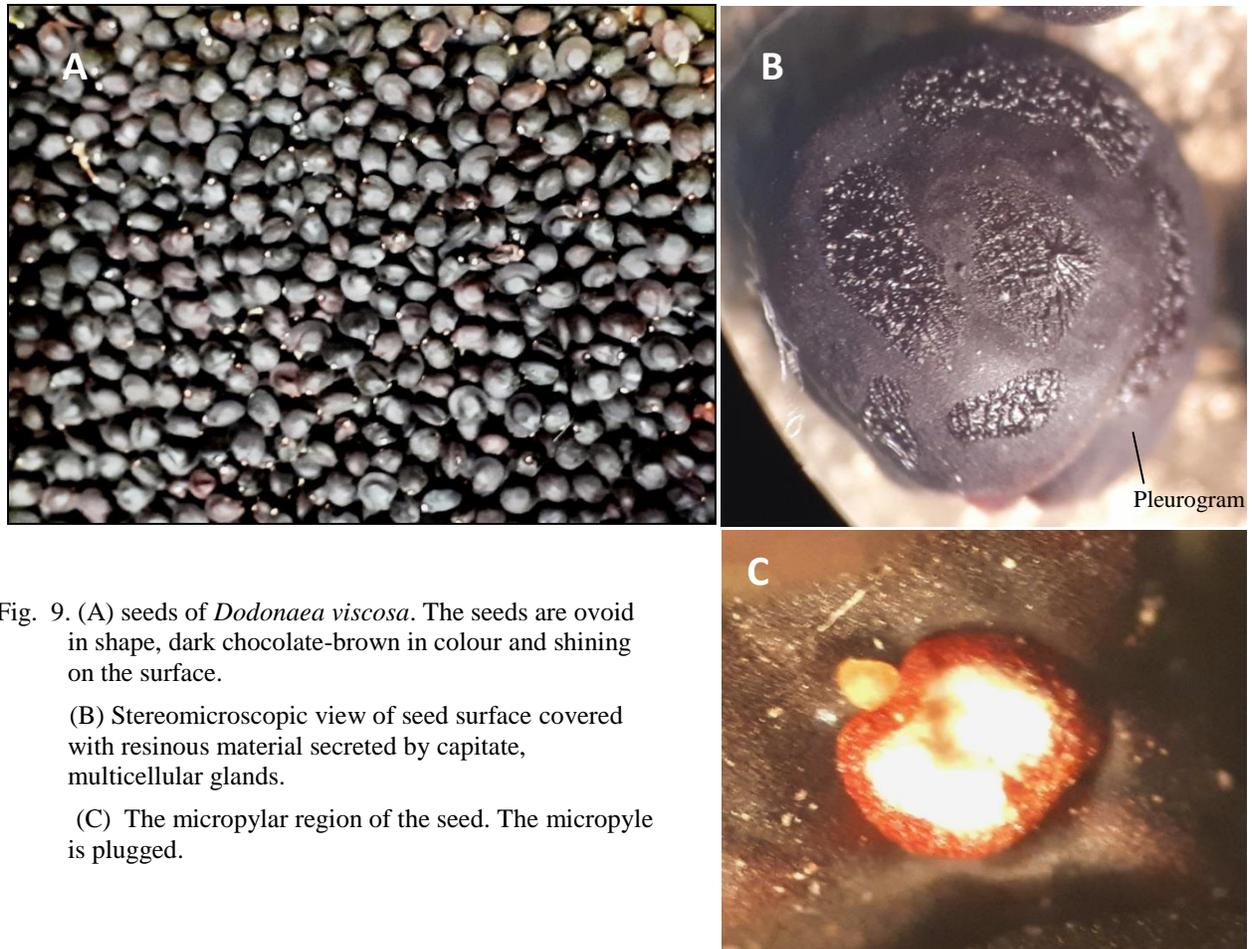 A
B
Pleurogram
C
Fig. 9. (A) seeds of Dodonaea viscosa. The seeds are ovoid
in shape, dark chocolate-brown in colour and shining
on the surface.
(B) Stereomicroscopic view of seed surface covered
with resinous material secreted by capitate,
multicellular glands.
(C) The micropylar region of the seed. The micropyle
is plugged.